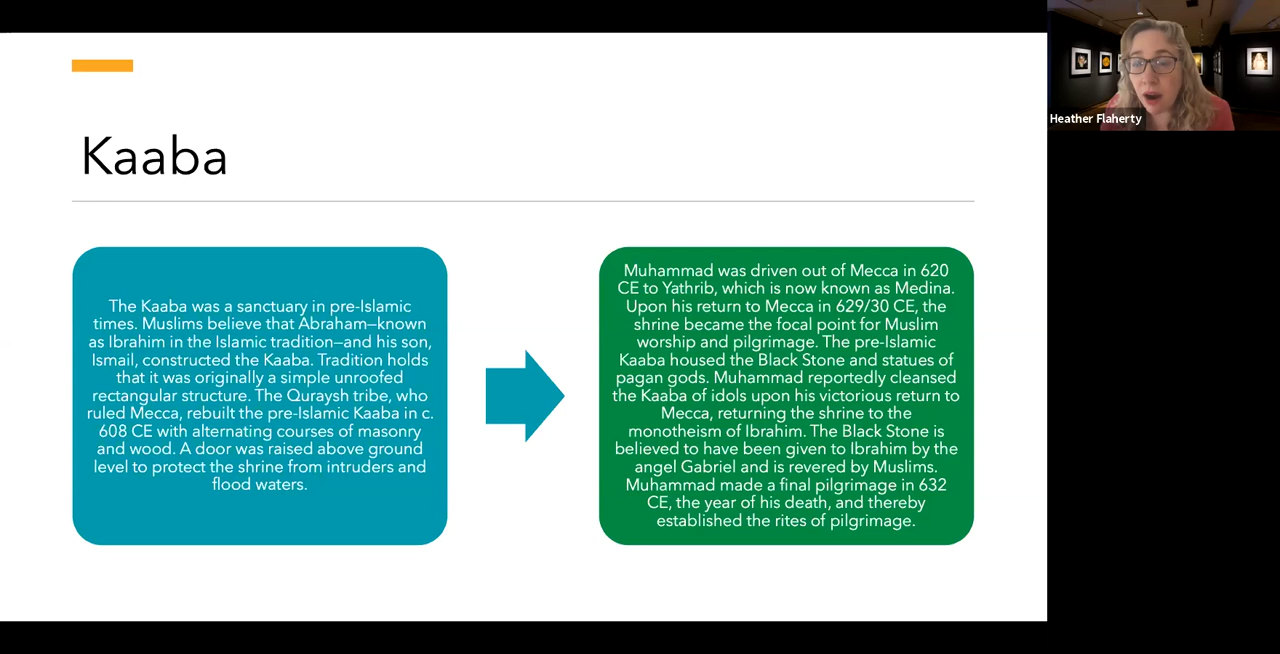 Kaaba
The Kaaba was a sanctuary in pre-Islamic
times. Muslims believe that Abraham—known
as Ibrahim in the Islamic tradition—and his son,
Ismail, constructed the Kaaba. Tradition holds
that it was originally a simple unroofed
rectangular structure. The Quraysh tribe, who
ruled Mecca, rebuilt the pre-Islamic Kaaba in c.
608 CE with alternating courses of masonry
and wood. A door was raised above ground
level to protect the shrine from intruders and
flood waters.
Muhammad was driven out of Mecca in 620
CE to Yathrib, which is now known as Medina.
Upon his return to Mecca in 629/30 CE, the
shrine became the focal point for Muslim
worship and pilgrimage. The pre-Islamic
Kaaba housed the Black Stone and statues of
pagan gods. Muhammad reportedly cleansed
the Kaaba of idols upon his victorious return to
Mecca, returning the shrine to the
monotheism of Ibrahim. The Black Stone is
believed to have been given to Ibrahim by the
angel Gabriel and is revered by Muslims.
Muhammad made a final pilgrimage in 632
CE, the year of his death, and thereby
established the rites of pilgrimage.
Heather Flaherty